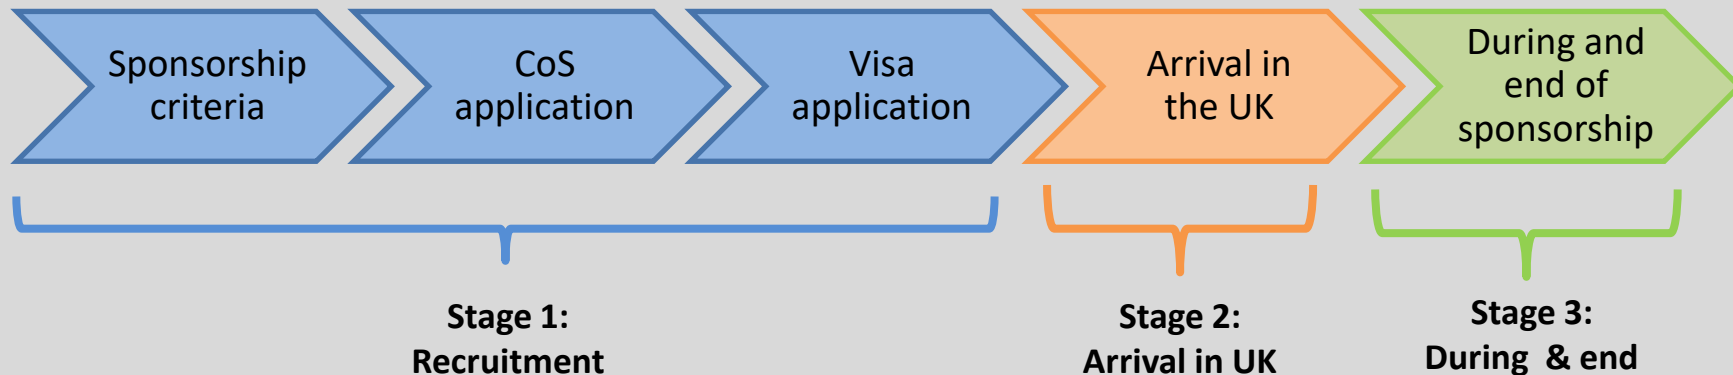 Sponsorship
criteria
CoS
application
Visa
application
Arrival in
the UK
During and
end of
sponsorship
Stage 1:
Recruitment
Stage 2:
Arrival in UK
Stage 3:
During & end